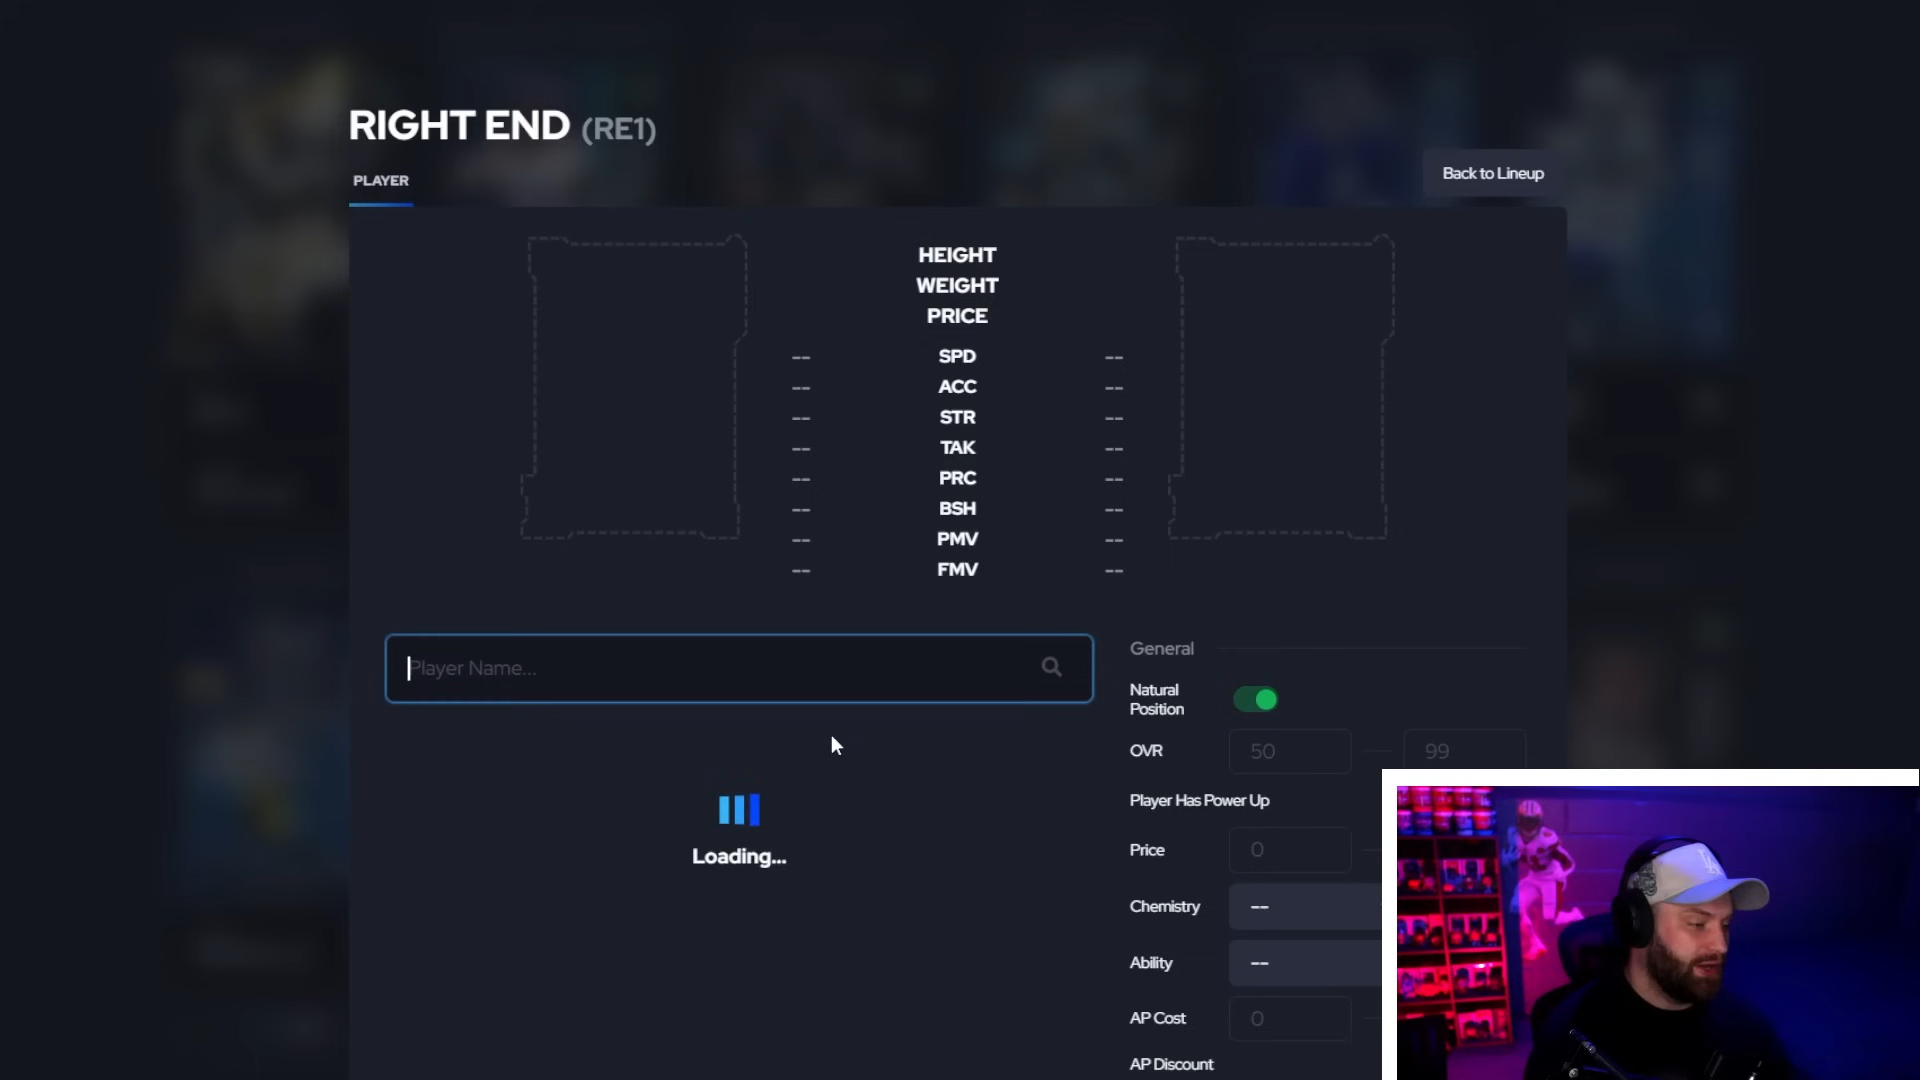 RIGHT END (RE1)
PLAYER
Back to Lineup
HEIGHT
WEIGHT
PRICE
-- SPD --
-- ACC --
-- STR --
-- TAK --
-- PRC --
-- BSH --
-- PMV --
-- FMV --
Player Name...
Loading...
General
Natural
Position
OVR 50 99
Player Has Power Up
Price 0
Chemistry --
Ability --
AP Cost 0
AP Discount
LA